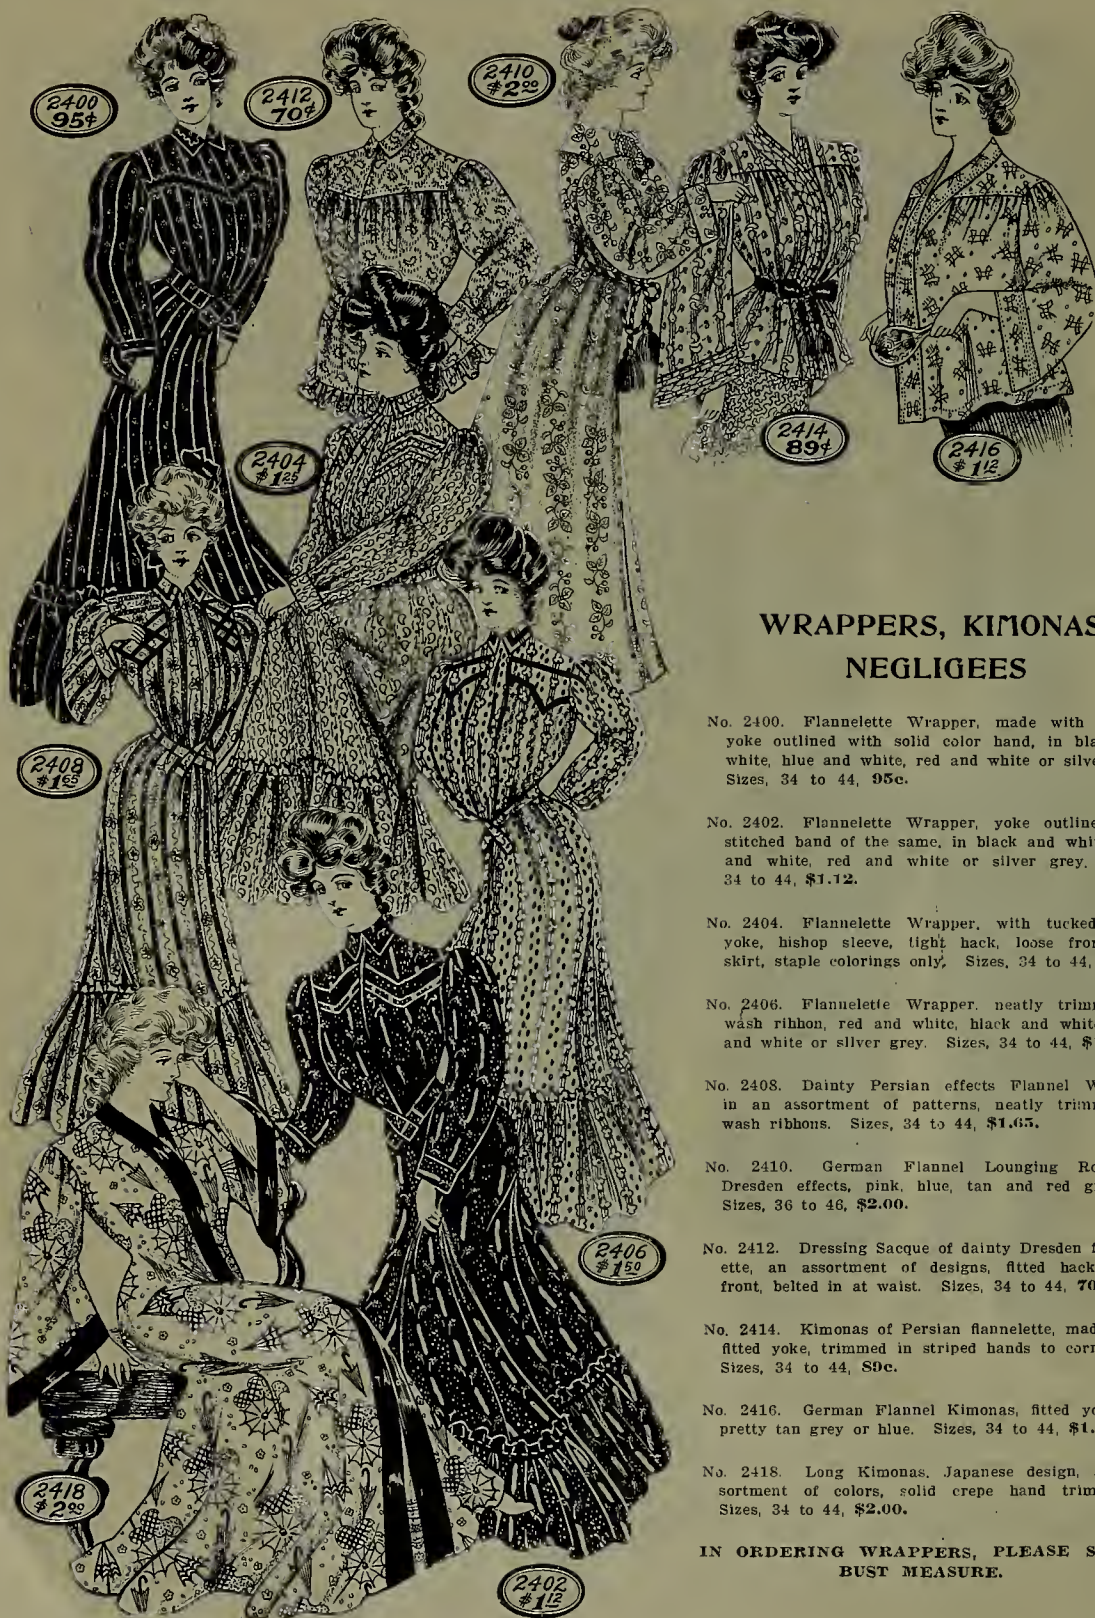 2400
95¢
2412
70¢
2410
$2.00
2414
89¢
2416
$1.12
2404
$1.25
2408
$1.65
2406
$1.50
2418
$2.00
2402
$1.12
WRAPPERS, KIMONAS
NEGLIGEES
No. 2400. Flannelette Wrapper, made with
yoke outlined with solid color hand, in bla
white, blue and white, red and white or silve
Sizes, 34 to 44, 95c.
No. 2402. Flannelette Wrapper, yoke outline
stitched band of the same, in black and whi
and white, red and white or silver grey.
34 to 44, $1.12.
No. 2404. Flannelette Wrapper, with tucked
yoke, hishop sleeve, tight hack, loose fron
skirt, staple colorings only. Sizes, 34 to 44,
No. 2406. Flannelette Wrapper. neatly trim
wash rihhon, red and white, hlack and whit
and white or silver grey. Sizes, 34 to 44, $
No. 2408. Dainty Persian effects Flannel W
in an assortment of patterns, neatly trim
wash ribbons. Sizes, 34 to 44, $1.65.
No. 2410. German Flannel Lounging Ro
Dresden effects, pink, blue, tan and red g
Sizes, 36 to 46, $2.00.
No. 2412. Dressing Sacque of dainty Dresden f
ette, an assortment of designs, fitted hack
front, belted in at waist. Sizes, 34 to 44, 70
No. 2414. Kimonas of Persian flannelette, mad
fitted yoke, trimmed in striped hands to corr
Sizes, 34 to 44, 89c.
No. 2416. German Flannel Kimonas, fitted yo
pretty tan grey or blue. Sizes, 34 to 44, $1.
No. 2418. Long Kimonas. Japanese design,
sortment of colors, solid crepe hand trim
Sizes, 34 to 44, $2.00.
IN ORDERING WRAPPERS, PLEASE S
BUST MEASURE.